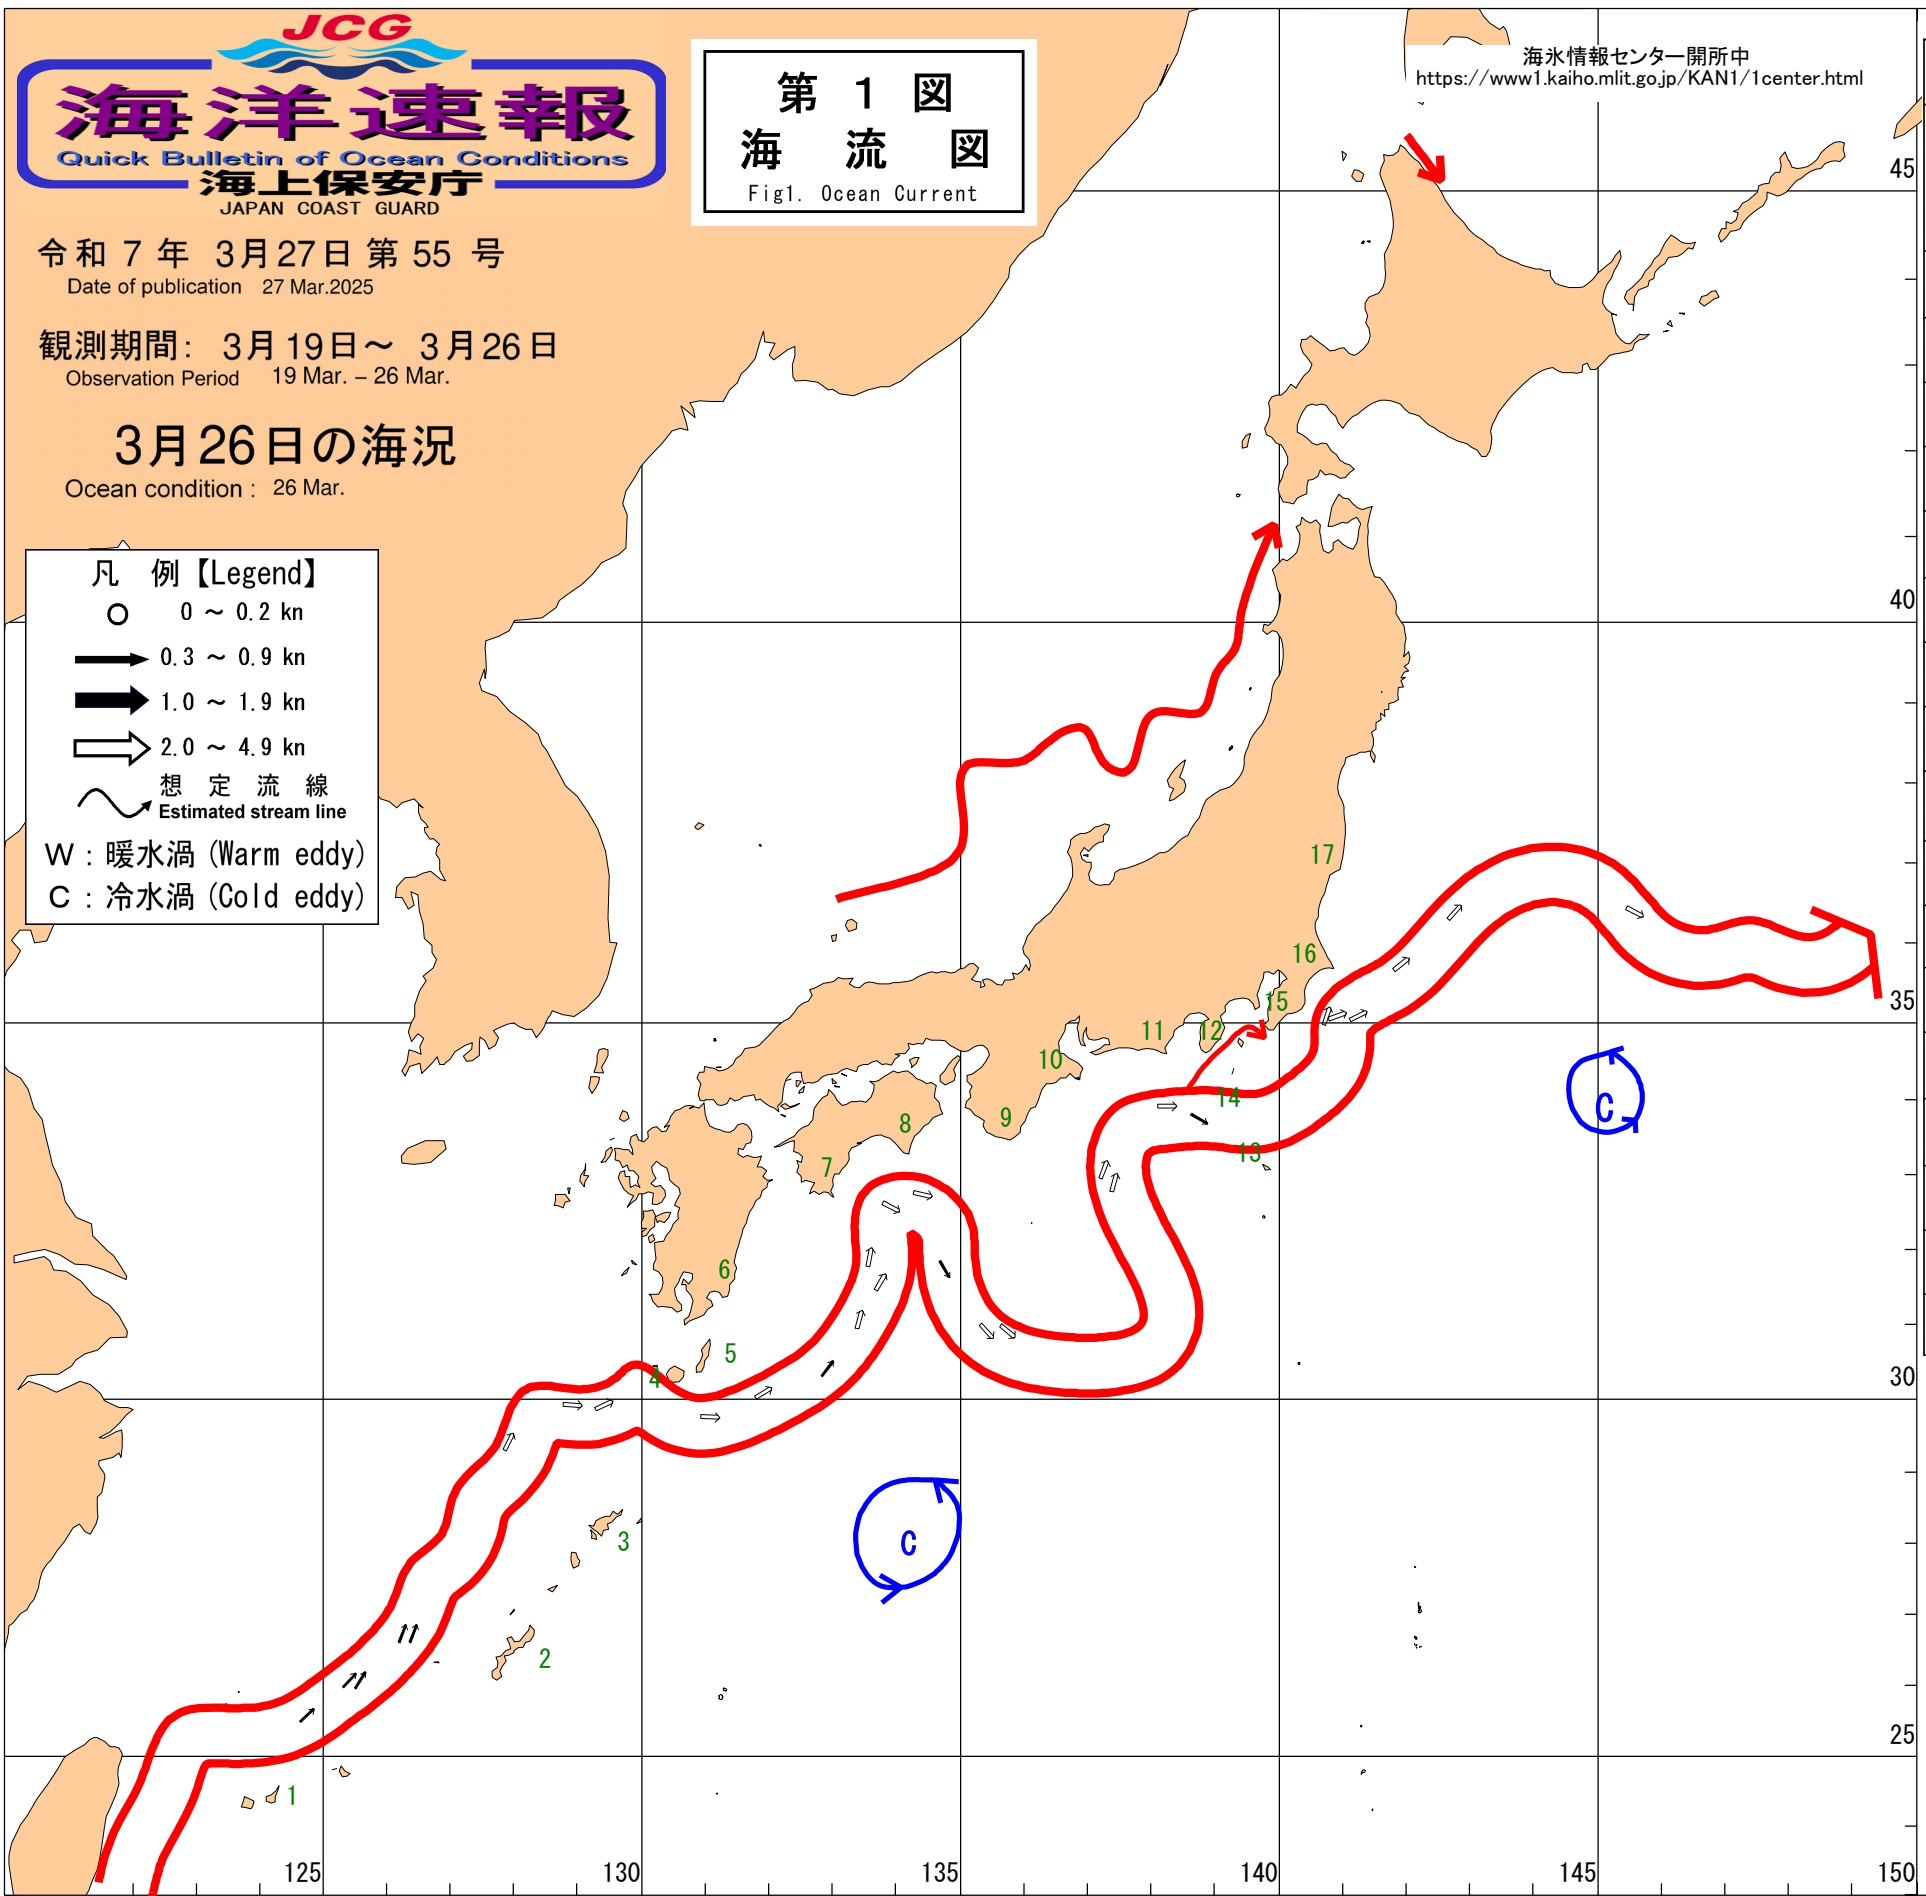 JCG
海洋速報
Quick Bulletin of Ocean Conditions
海上保安庁
JAPAN COAST GUARD
令和 7 年 3月27日 第 55 号
Date of publication 27 Mar.2025
観測期間: 3月19日～ 3月26日
Observation Period 19 Mar. – 26 Mar.
3月26日の海況
Ocean condition : 26 Mar.
第 1 図
海 流 図
Fig1. Ocean Current
海氷情報センター開所中
https://www1.kaiho.mlit.go.jp/KAN1/1center.html
凡 例【Legend】
0 ～ 0.2 kn
0.3 ～ 0.9 kn
1.0 ～ 1.9 kn
2.0 ～ 4.9 kn
想 定 流 線
Estimated stream line
W : 暖水渦 (Warm eddy)
C : 冷水渦 (Cold eddy)
45
40
17
16
15
35
12
11
10
14
C
9
8
13
7
6
5
4
30
3
C
2
25
1
125
130
135
140
145
150